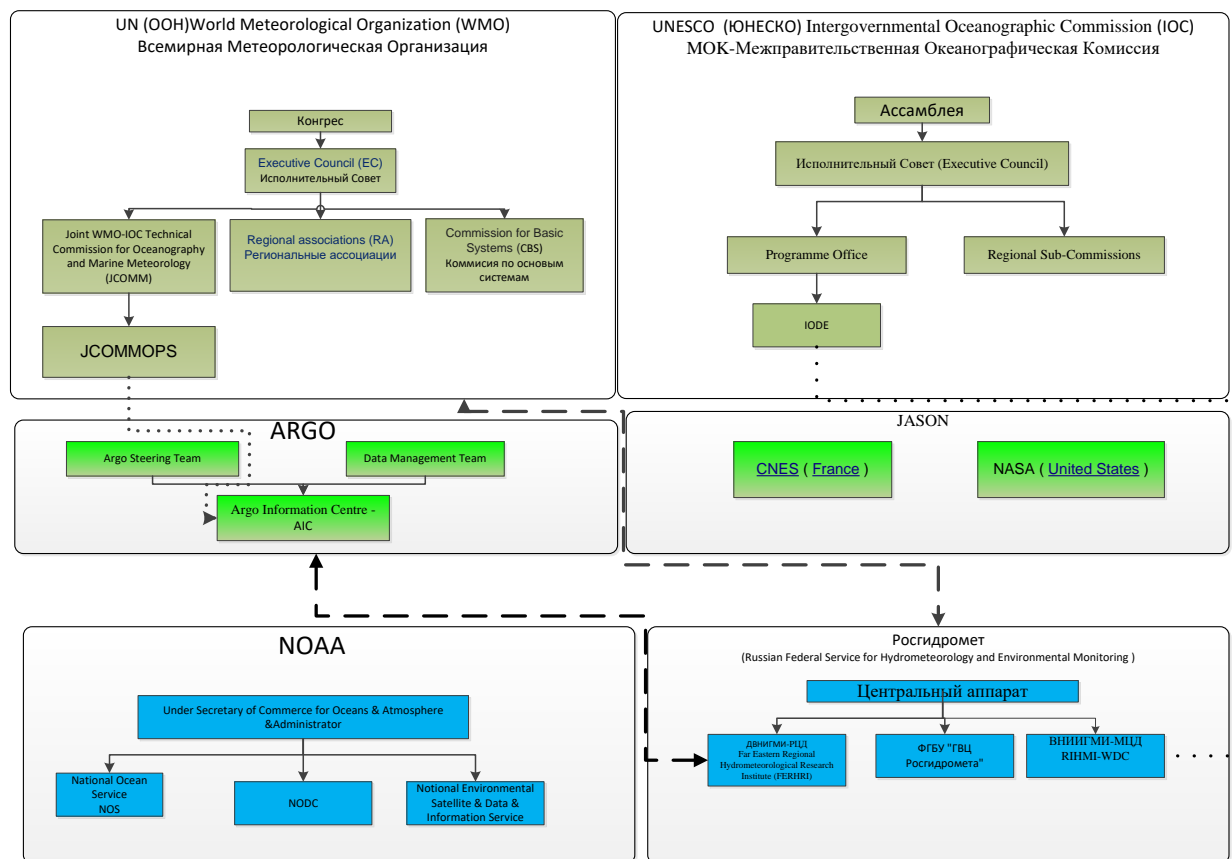 UN (ООН)World Meteorological Organization (WMO)
Всемирная Метеорологическая Организация
Конгрес
Executive Council (EC)
Исполнительный Совет
Joint WMO-IOC Technical
Commission for Oceanography
and Marine Meteorology
(JCOMM)
Regional associations (RA)
Региональные ассоциации
Commission for Basic
Systems (CBS)
Коммисия по основым
системам
JCOMMOPS
UNESCO (ЮНЕСКО) Intergovernmental Oceanographic Commission (IOC)
МОК-Межправительственная Океанографическая Комиссия
Ассамблея
Исполнительный Совет (Executive Council)
Programme Office
Regional Sub-Commissions
IODE
ARGO
Argo Steering Team
Data Management Team
Argo Information Centre -
AIC
JASON
CNES ( France )
NASA ( United States )
NOAA
Under Secretary of Commerce for Oceans & Atmosphere
&Administrator
National Ocean
Service
NOS
NODC
Notional Environmental
Satellite & Data &
Information Service
Росгидромет
(Russian Federal Service for Hydrometeorology and Environmental Monitoring )
Центральный аппарат
ДВНИГМИ-РЦД
Far Eastern Regional
Hydrometeorological Research
Institute (FERHRI)
ФГБУ "ГВЦ
Росгидромета"
ВНИИГМИ-МЦД
RIHMI-WDC